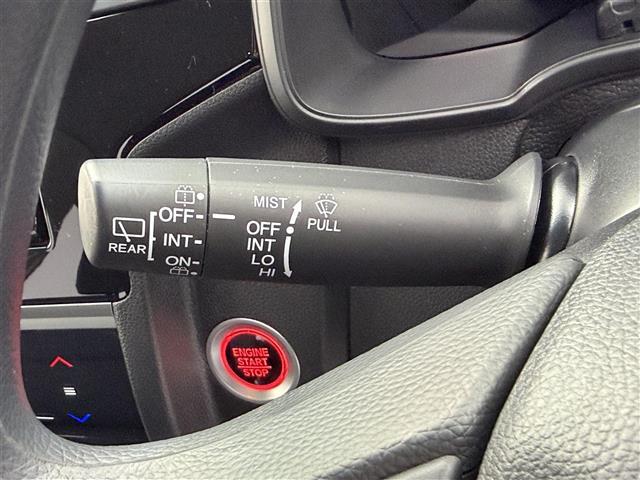 MIST
PULL
OFF
INT
LO
HI
OFF
INT
ON
REAR
ENGINE
START
STOP